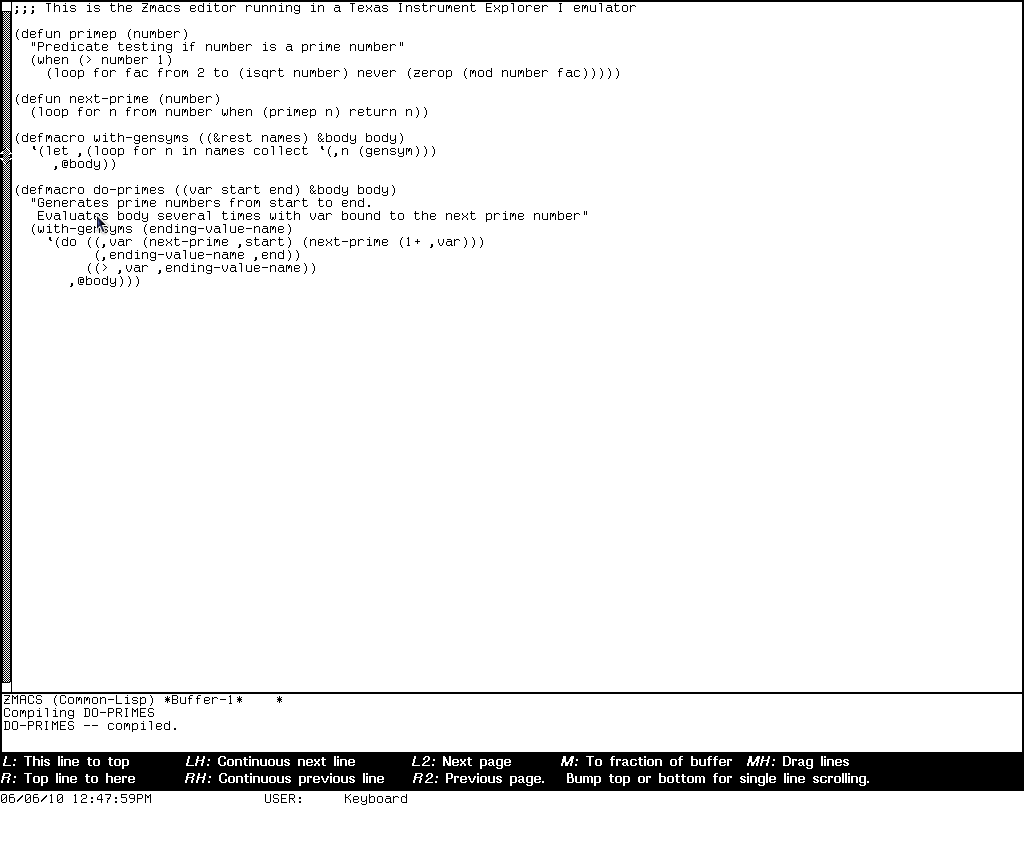 ;;; This is the Zmacs editor running in a Texas Instrument Explorer I emulator
(defun primep (number)
  "Predicate testing if number is a prime number"
  (when (> number 1)
    (loop for fac from 2 to (isqrt number) never (zerop (mod number fac)))))
(defun next-prime (number)
  (loop for n from number when (primep n) return n))
(defmacro with-gensyms ((&rest names) &body body)
  `(let ,(loop for n in names collect `(,n (gensym)))
     ,@body))
(defmacro do-primes ((var start end) &body body)
  "Generates prime numbers from start to end.
   Evaluates body several times with var bound to the next prime number"
  (with-gensyms (ending-value-name)
    `(do ((,var (next-prime ,start) (next-prime (1+ ,var)))
          (,ending-value-name ,end))
         ((> ,var ,ending-value-name))
       ,@body)))
ZMACS (Common-Lisp) *Buffer-1*    *
Compiling DO-PRIMES
DO-PRIMES -- compiled.
L: This line to top LH: Continuous next line L2: Next page M: To fraction of buffer MH: Drag lines
R: Top line to here RH: Continuous previous line R2: Previous page. Bump top or bottom for single line scrolling.
06/06/10 12:47:59PM USER: Keyboard